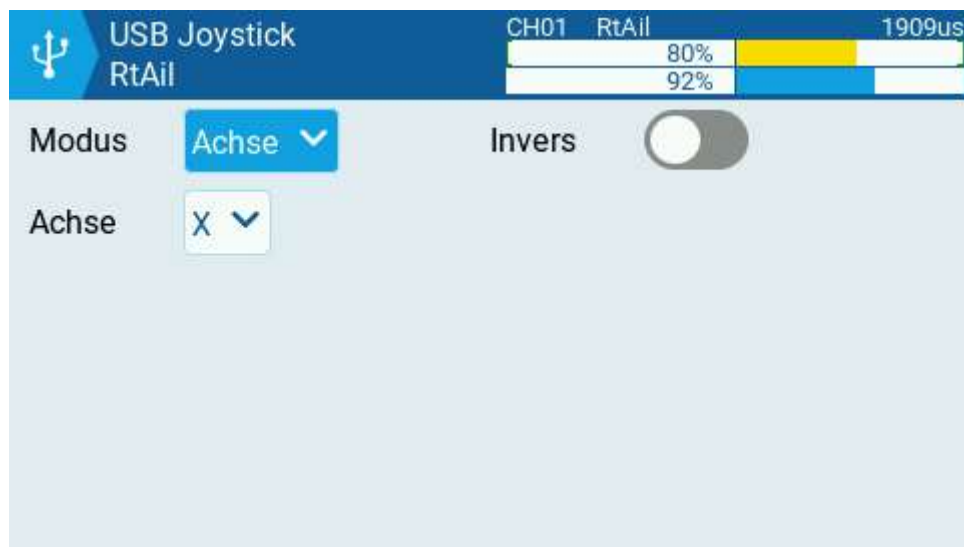 USB Joystick
RtAil
CH01 RtAil 1909us
80%
92%
Modus Achse Invers
Achse X